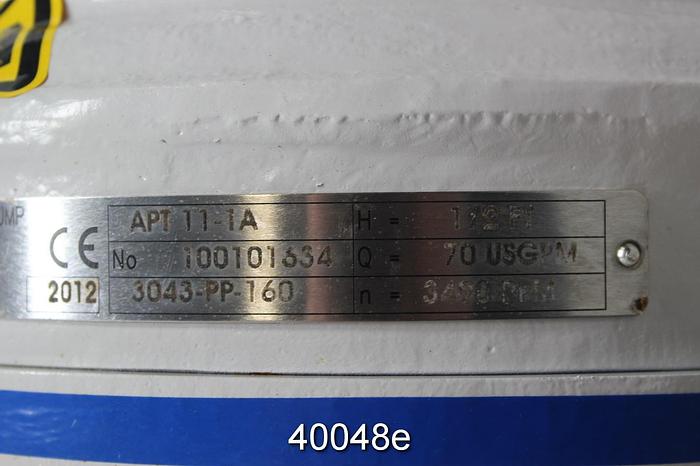 APT 11-1A H =
CE No 100101634 Q = 70 USGPM
2012 3043-PP-160 n =
40048e